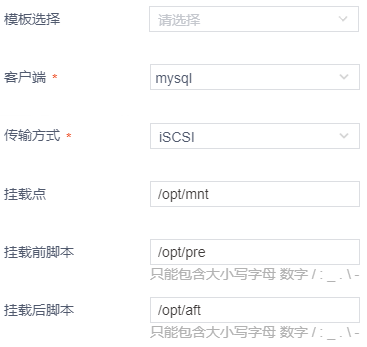 模板选择 请选择
客户端 * mysql
传输方式 * iSCSI
挂载点 /opt/mnt
挂载前脚本 /opt/pre
只能包含大小写字母 数字 / : _ . \ -
挂载后脚本 /opt/aft
只能包含大小写字母 数字 / : _ . \ -